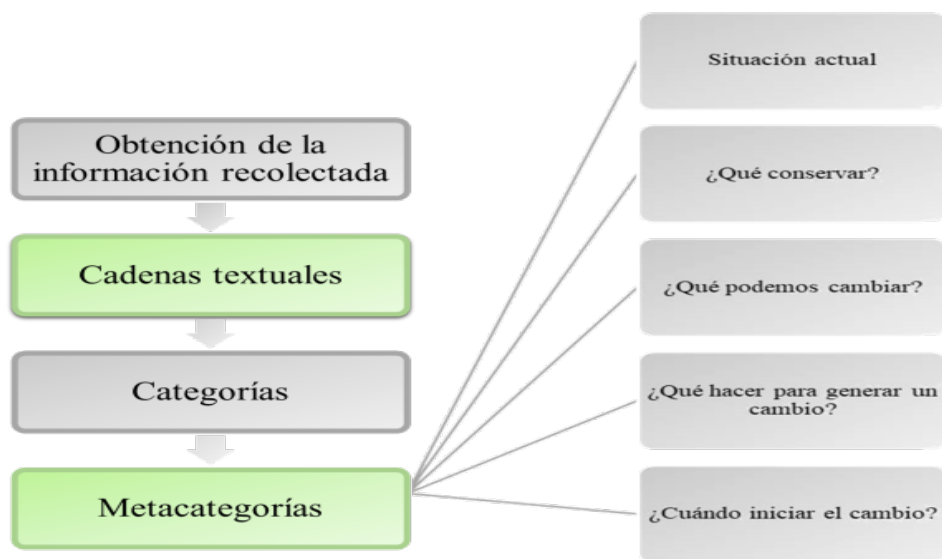 Obtención de la
información recolectada
Cadenas textuales
Categorías
Metacategorías
Situación actual
¿Qué conservar?
¿Qué podemos cambiar?
¿Qué hacer para generar un
cambio?
¿Cuándo iniciar el cambio?